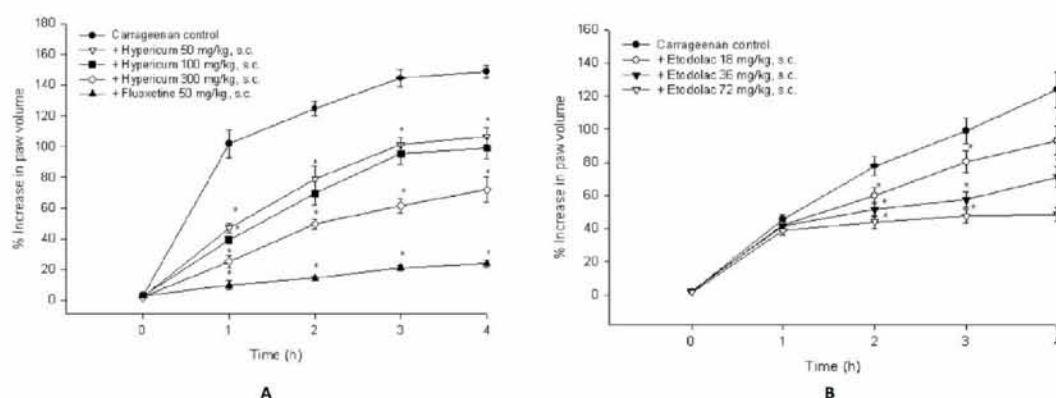 180
160
140
120
100
80
60
40
20
0
% Increase in paw volume
Carrageenan control
+ Hypericum 50 mg/kg, s.c.
+ Hypericum 100 mg/kg, s.c.
+ Hypericum 300 mg/kg, s.c.
+ Fluoxetine 50 mg/kg, s.c.
0 1 2 3 4
Time (h)
A
160
140
120
100
80
60
40
20
0
% Increase in paw volume
Carrageenan control
+ Etodolac 18 mg/kg, s.c.
+ Etodolac 36 mg/kg, s.c.
+ Etodolac 72 mg/kg, s.c.
0 1 2 3 4
Time (h)
B